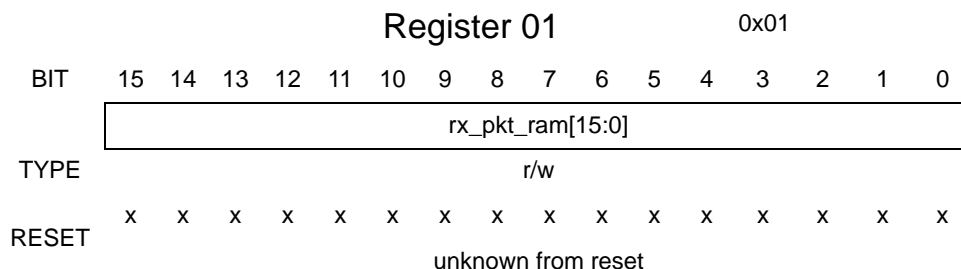 Register 01 0x01
BIT 15 14 13 12 11 10 9 8 7 6 5 4 3 2 1 0
rx_pkt_ram[15:0]
TYPE r/w
RESET x x x x x x x x x x x x x x x x
unknown from reset